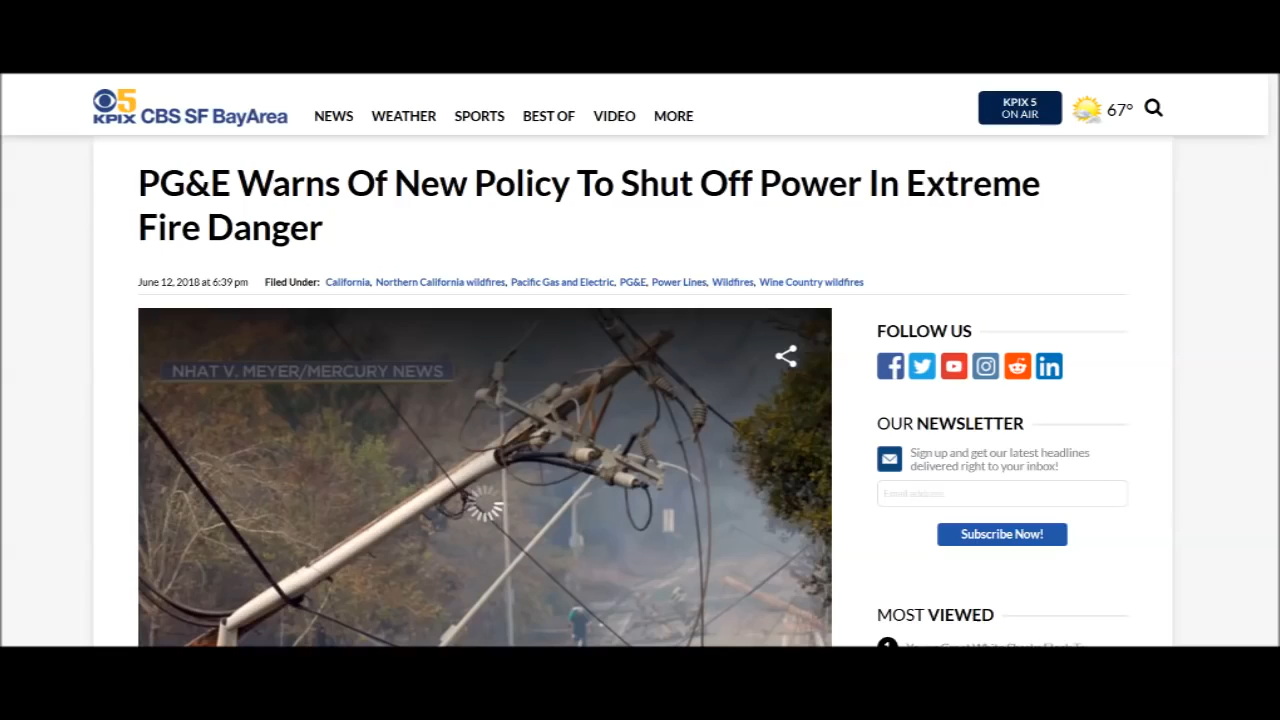 5
KPIX CBS SF BayArea
NEWS WEATHER SPORTS BEST OF VIDEO MORE
KPIX 5
ON AIR
67°
PG&E Warns Of New Policy To Shut Off Power In Extreme
Fire Danger
June 12, 2018 at 6:39 pm Filed Under: California, Northern California wildfires, Pacific Gas and Electric, PG&E, Power Lines, Wildfires, Wine Country wildfires
NHAT V. MEYER/MERCURY NEWS
FOLLOW US
OUR NEWSLETTER
Sign up and get our latest headlines
delivered right to your inbox!
Email address
Subscribe Now!
MOST VIEWED